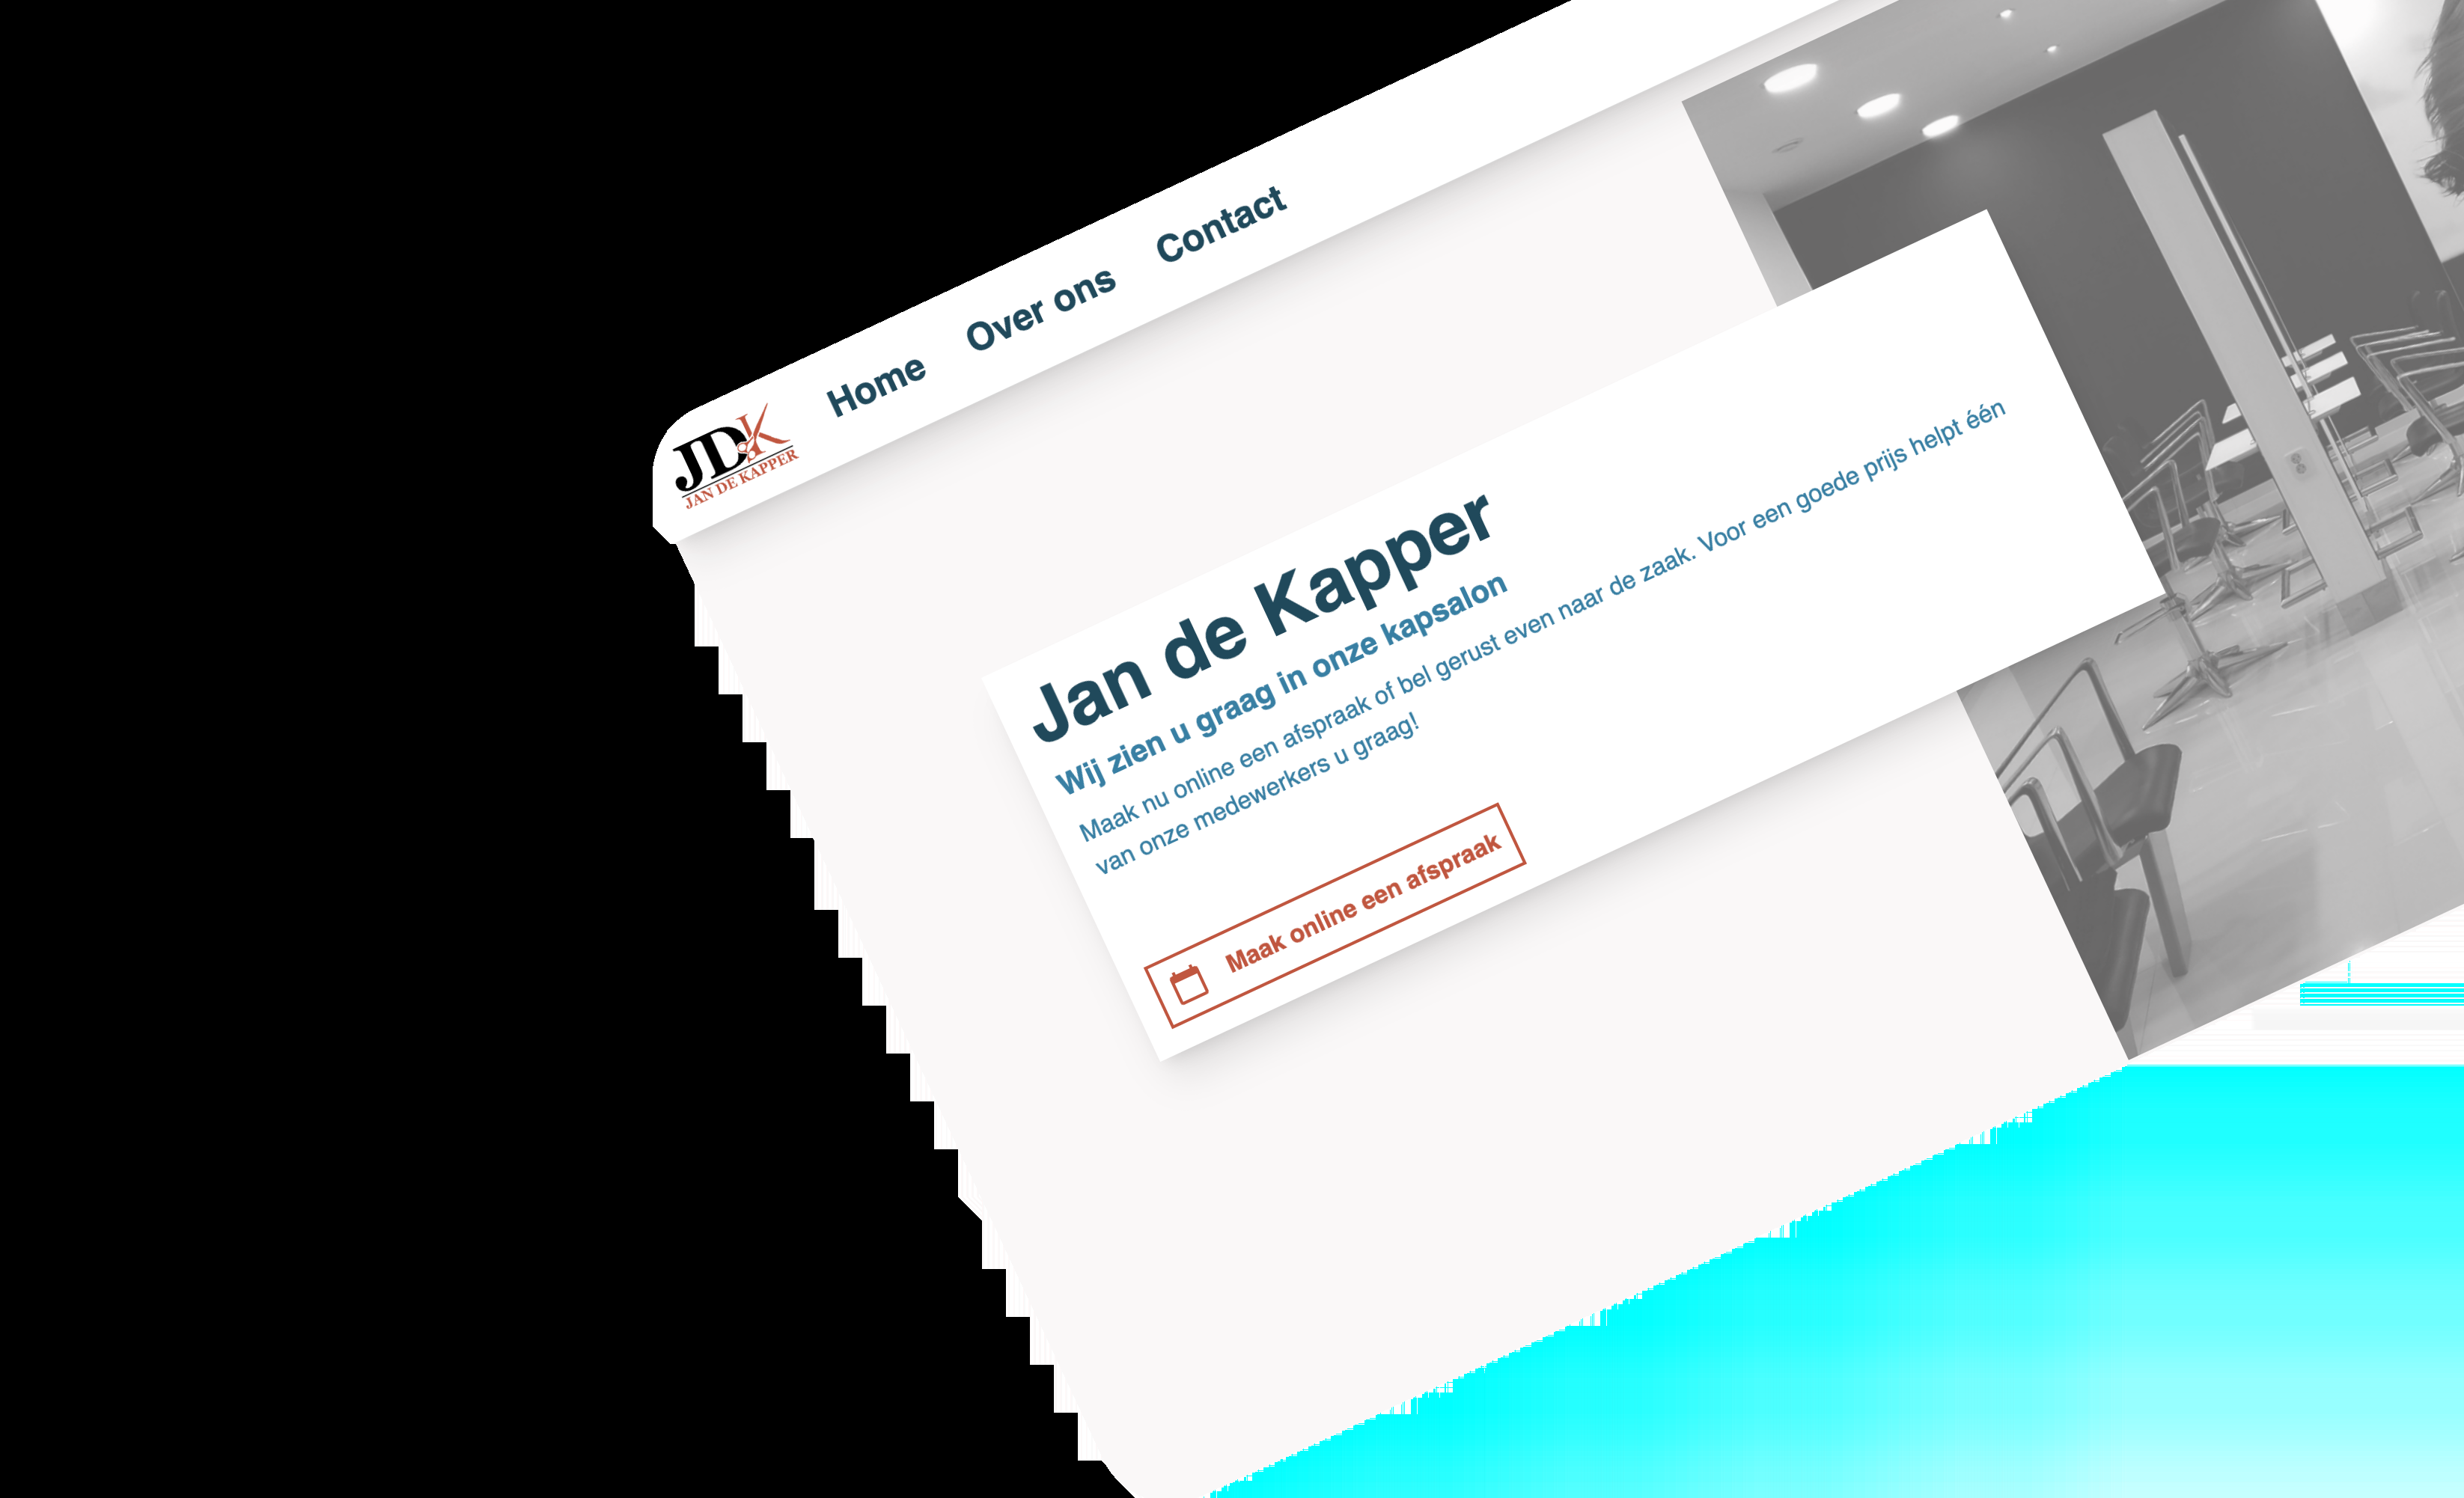 JDK
JAN DE KAPPER
Home
Over ons
Contact
Jan de Kapper
Wij zien u graag in onze kapsalon
Maak nu online een afspraak of bel gerust even naar de zaak. Voor een goede prijs helpt één
van onze medewerkers u graag!
Maak online een afspraak